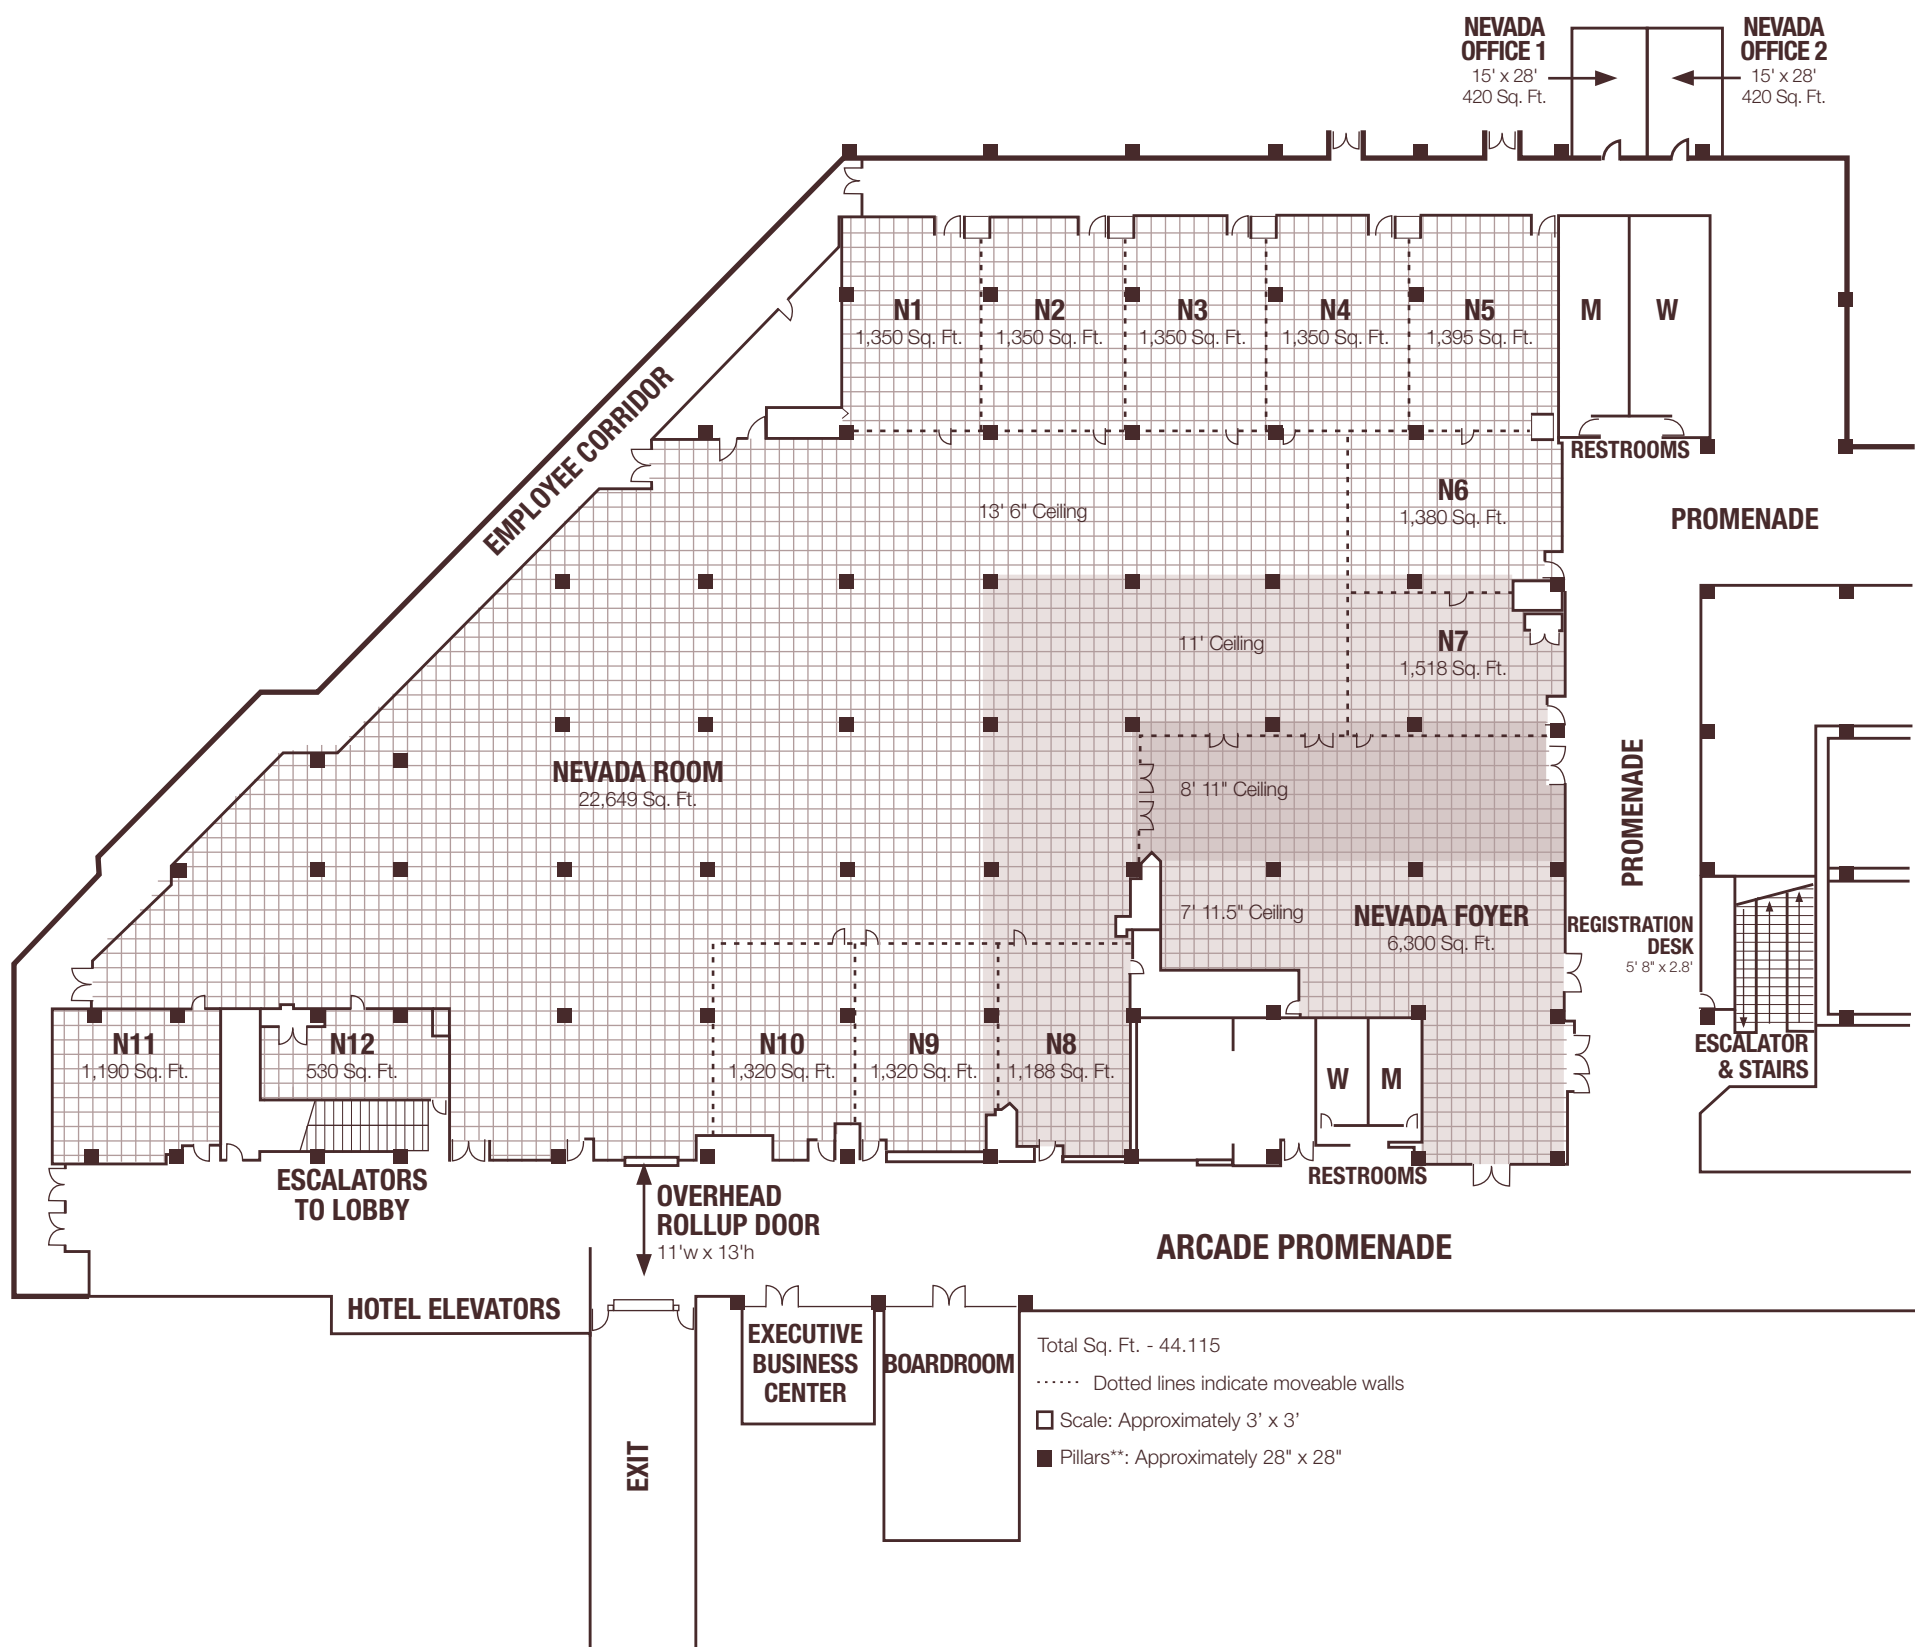 NEVADA
OFFICE 1
15' x 28'
420 Sq. Ft.
NEVADA
OFFICE 2
15' x 28'
420 Sq. Ft.
N1
1,350 Sq. Ft.
N2
1,350 Sq. Ft.
N3
1,350 Sq. Ft.
N4
1,350 Sq. Ft.
N5
1,395 Sq. Ft.
M
W
RESTROOMS
EMPLOYEE CORRIDOR
13' 6" Ceiling
N6
1,380 Sq. Ft.
PROMENADE
11' Ceiling
N7
1,518 Sq. Ft.
NEVADA ROOM
22,649 Sq. Ft.
8' 11" Ceiling
PROMENADE
7' 11.5" Ceiling
NEVADA FOYER
6,300 Sq. Ft.
REGISTRATION
DESK
5' 8" x 2.8'
N11
1,190 Sq. Ft.
N12
530 Sq. Ft.
N10
1,320 Sq. Ft.
N9
1,320 Sq. Ft.
N8
1,188 Sq. Ft.
W
M
ESCALATOR
& STAIRS
ESCALATORS
TO LOBBY
RESTROOMS
OVERHEAD
ROLLUP DOOR
11'w x 13'h
ARCADE PROMENADE
HOTEL ELEVATORS
EXECUTIVE
BUSINESS
CENTER
BOARDROOM
EXIT
Total Sq. Ft. - 44.115
Dotted lines indicate moveable walls
Scale: Approximately 3’ x 3’
Pillars**: Approximately 28" x 28"